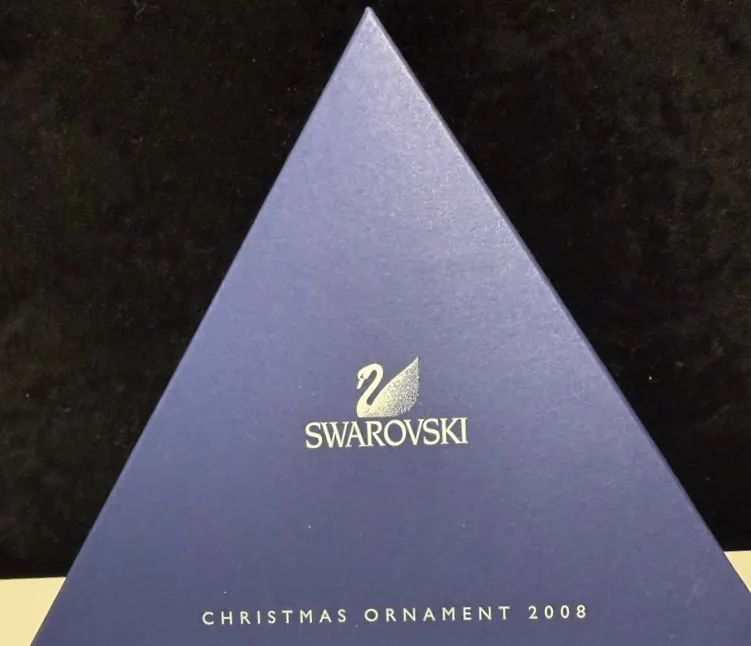 SWAROVSKI
CHRISTMAS ORNAMENT 2008